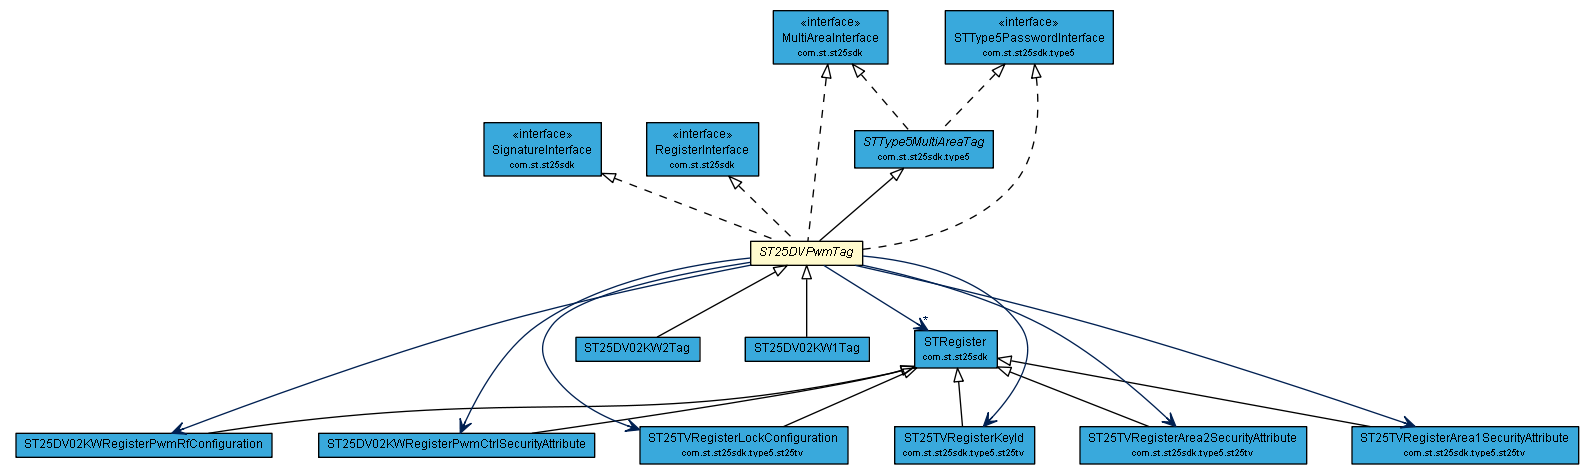 «interface»
MultiAreaInterface
com.st.st25sdk
«interface»
STType5PasswordInterface
com.st.st25sdk.type5
«interface»
SignatureInterface
com.st.st25sdk
«interface»
RegisterInterface
com.st.st25sdk
STType5MultiAreaTag
com.st.st25sdk.type5
ST25DVPwmTag
*
ST25DV02KW2Tag
ST25DV02KW1Tag
STRegister
com.st.st25sdk
ST25DV02KWRegisterPwmRfConfiguration
ST25DV02KWRegisterPwmCtrlSecurityAttribute
ST25TVRegisterLockConfiguration
com.st.st25sdk.type5.st25tv
ST25TVRegisterKeyId
com.st.st25sdk.type5.st25tv
ST25TVRegisterArea2SecurityAttribute
com.st.st25sdk.type5.st25tv
ST25TVRegisterArea1SecurityAttribute
com.st.st25sdk.type5.st25tv